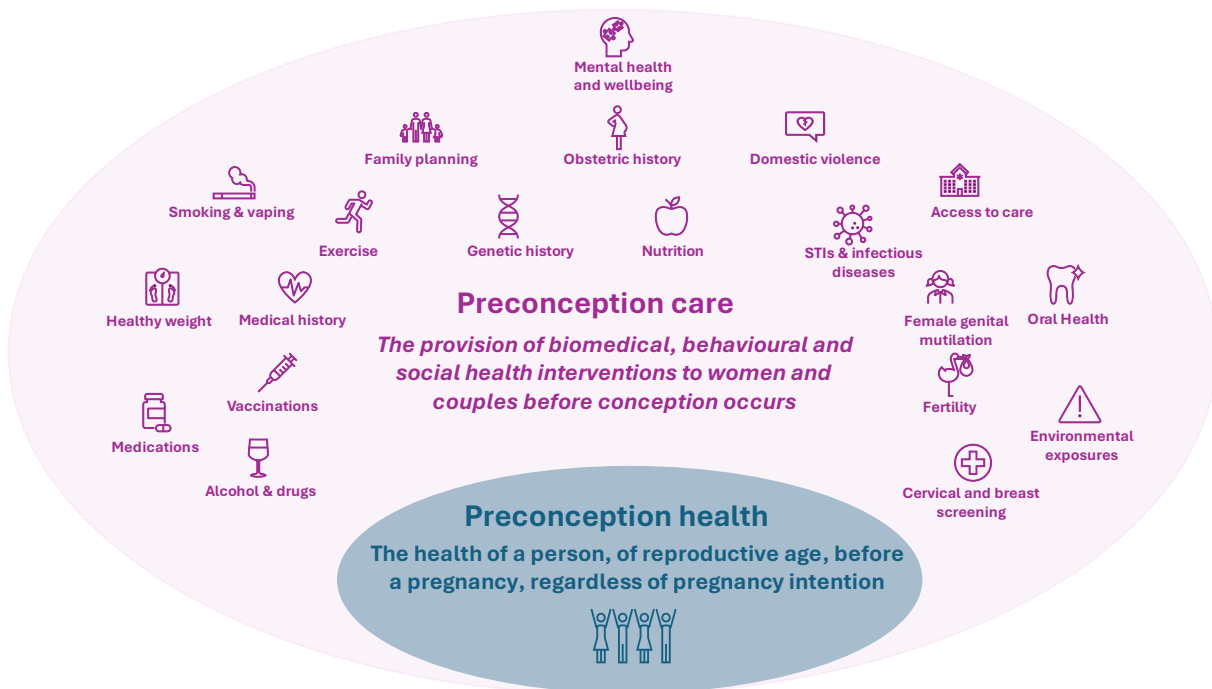 Mental health
and wellbeing
Family planning
Obstetric history
Domestic violence
Smoking & vaping
Access to care
Exercise
Genetic history
Nutrition
STIs & infectious
diseases
Healthy weight
Medical history
Female genital
mutilation
Oral Health
Preconception care
The provision of biomedical, behavioural and
social health interventions to women and
couples before conception occurs
Vaccinations
Fertility
Medications
Environmental
exposures
Alcohol & drugs
Cervical and breast
screening
Preconception health
The health of a person, of reproductive age, before
a pregnancy, regardless of pregnancy intention